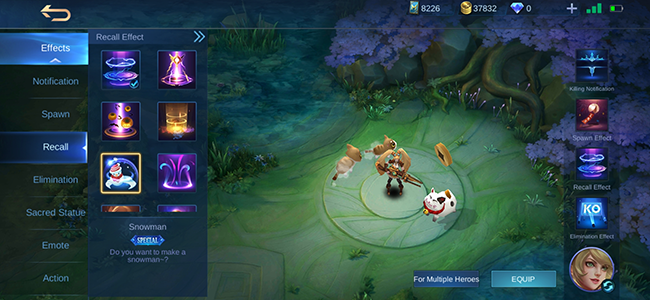 8226 37832 0
Effects
Recall Effect
Notification
Spawn
Recall
Elimination
Sacred Statue
Emote
Action
Snowman
SPECIAL
Do you want to make a
snowman~?
Killing Notification
Spawn Effect
Recall Effect
KO
Elimination Effect
For Multiple Heroes
EQUIP